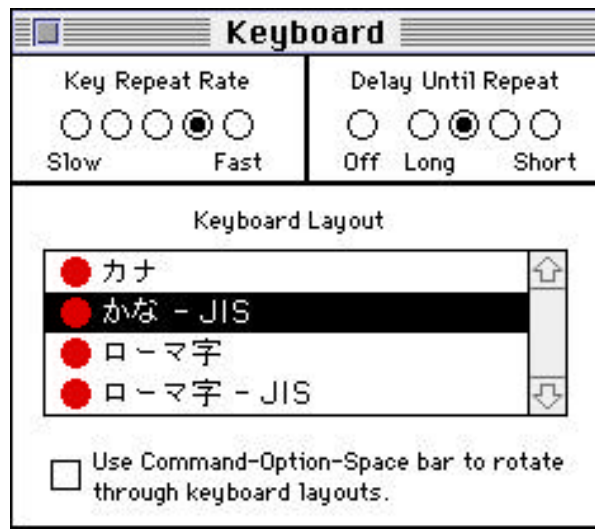 Keyboard
Key Repeat Rate
Slow Fast
Delay Until Repeat
Off Long Short
Keyboard Layout
カナ
かな - JIS
ローマ字
ローマ字 - JIS
Use Command-Option-Space bar to rotate
through keyboard layouts.